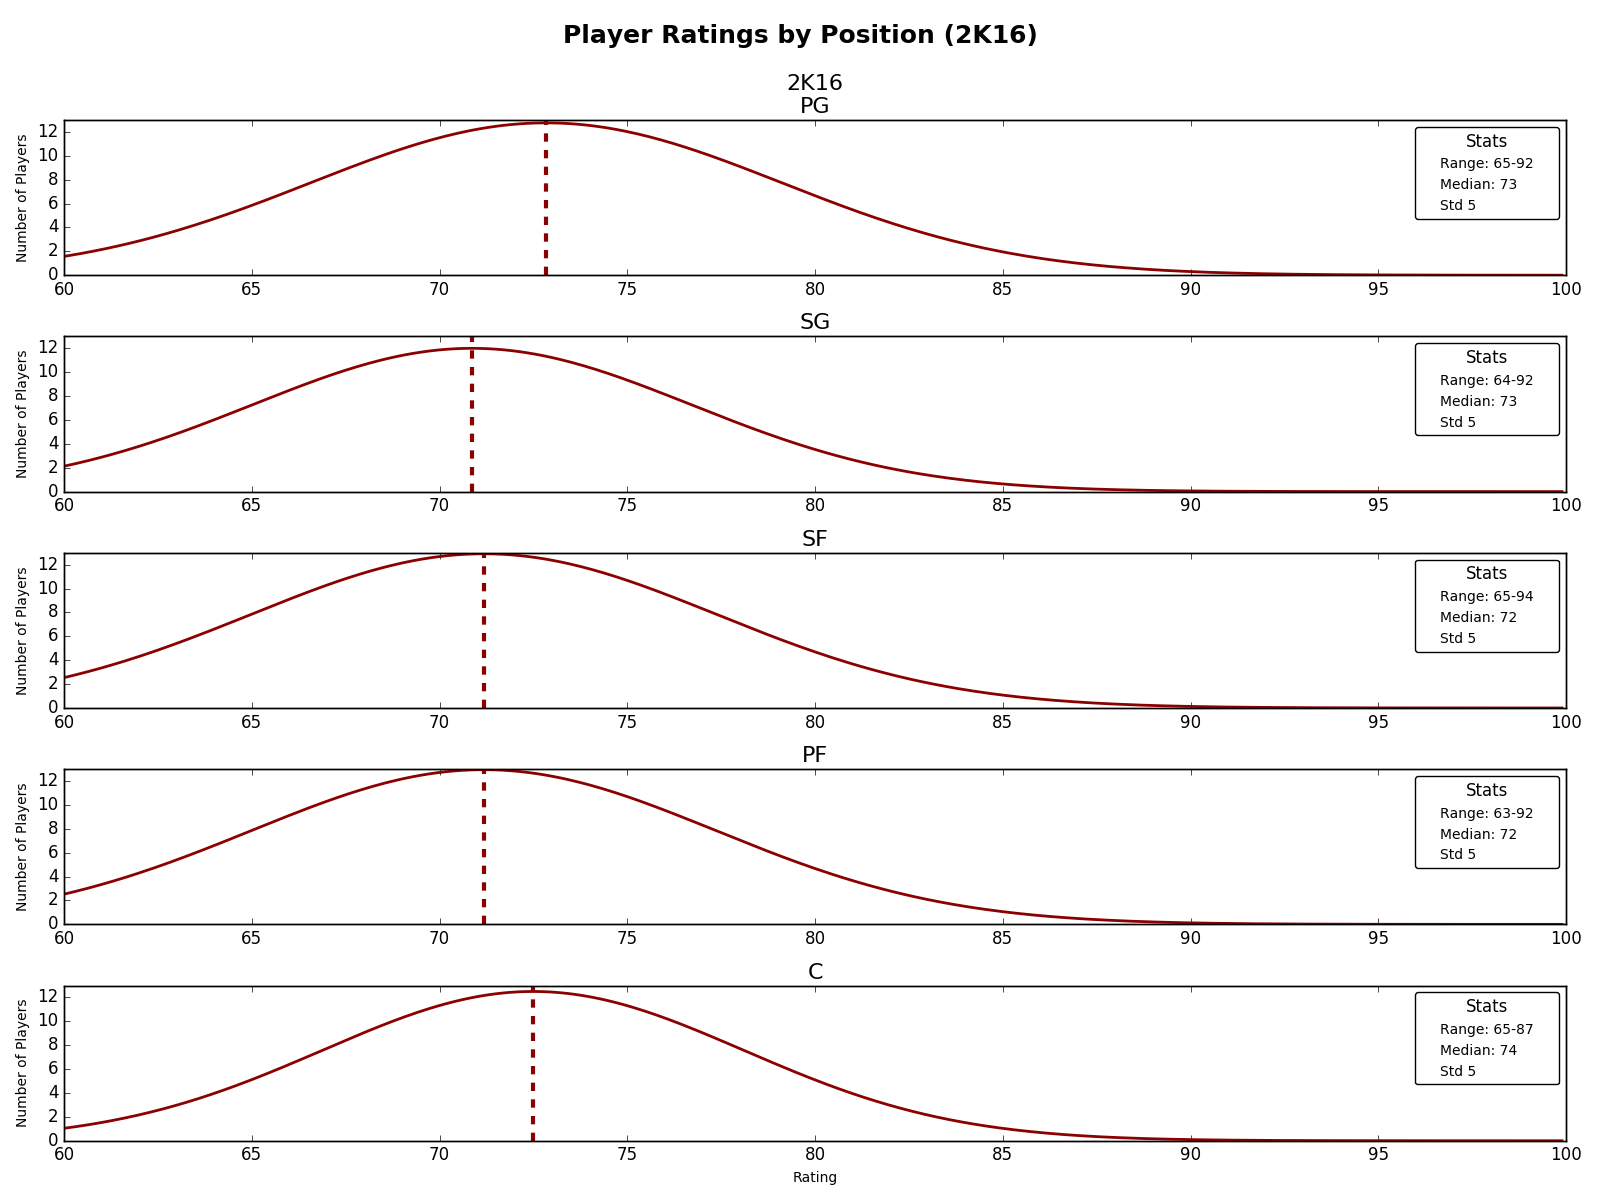 Player Ratings by Position (2K16)
2K16
PG
Number of Players
12
10
8
6
4
2
0
60 65 70 75 80 85 90 95 100
Stats
Range: 65-92
Median: 73
Std 5
SG
Number of Players
12
10
8
6
4
2
0
60 65 70 75 80 85 90 95 100
Stats
Range: 64-92
Median: 73
Std 5
SF
Number of Players
12
10
8
6
4
2
0
60 65 70 75 80 85 90 95 100
Stats
Range: 65-94
Median: 72
Std 5
PF
Number of Players
12
10
8
6
4
2
0
60 65 70 75 80 85 90 95 100
Stats
Range: 63-92
Median: 72
Std 5
C
Number of Players
12
10
8
6
4
2
0
60 65 70 75 80 85 90 95 100
Stats
Range: 65-87
Median: 74
Std 5
Rating